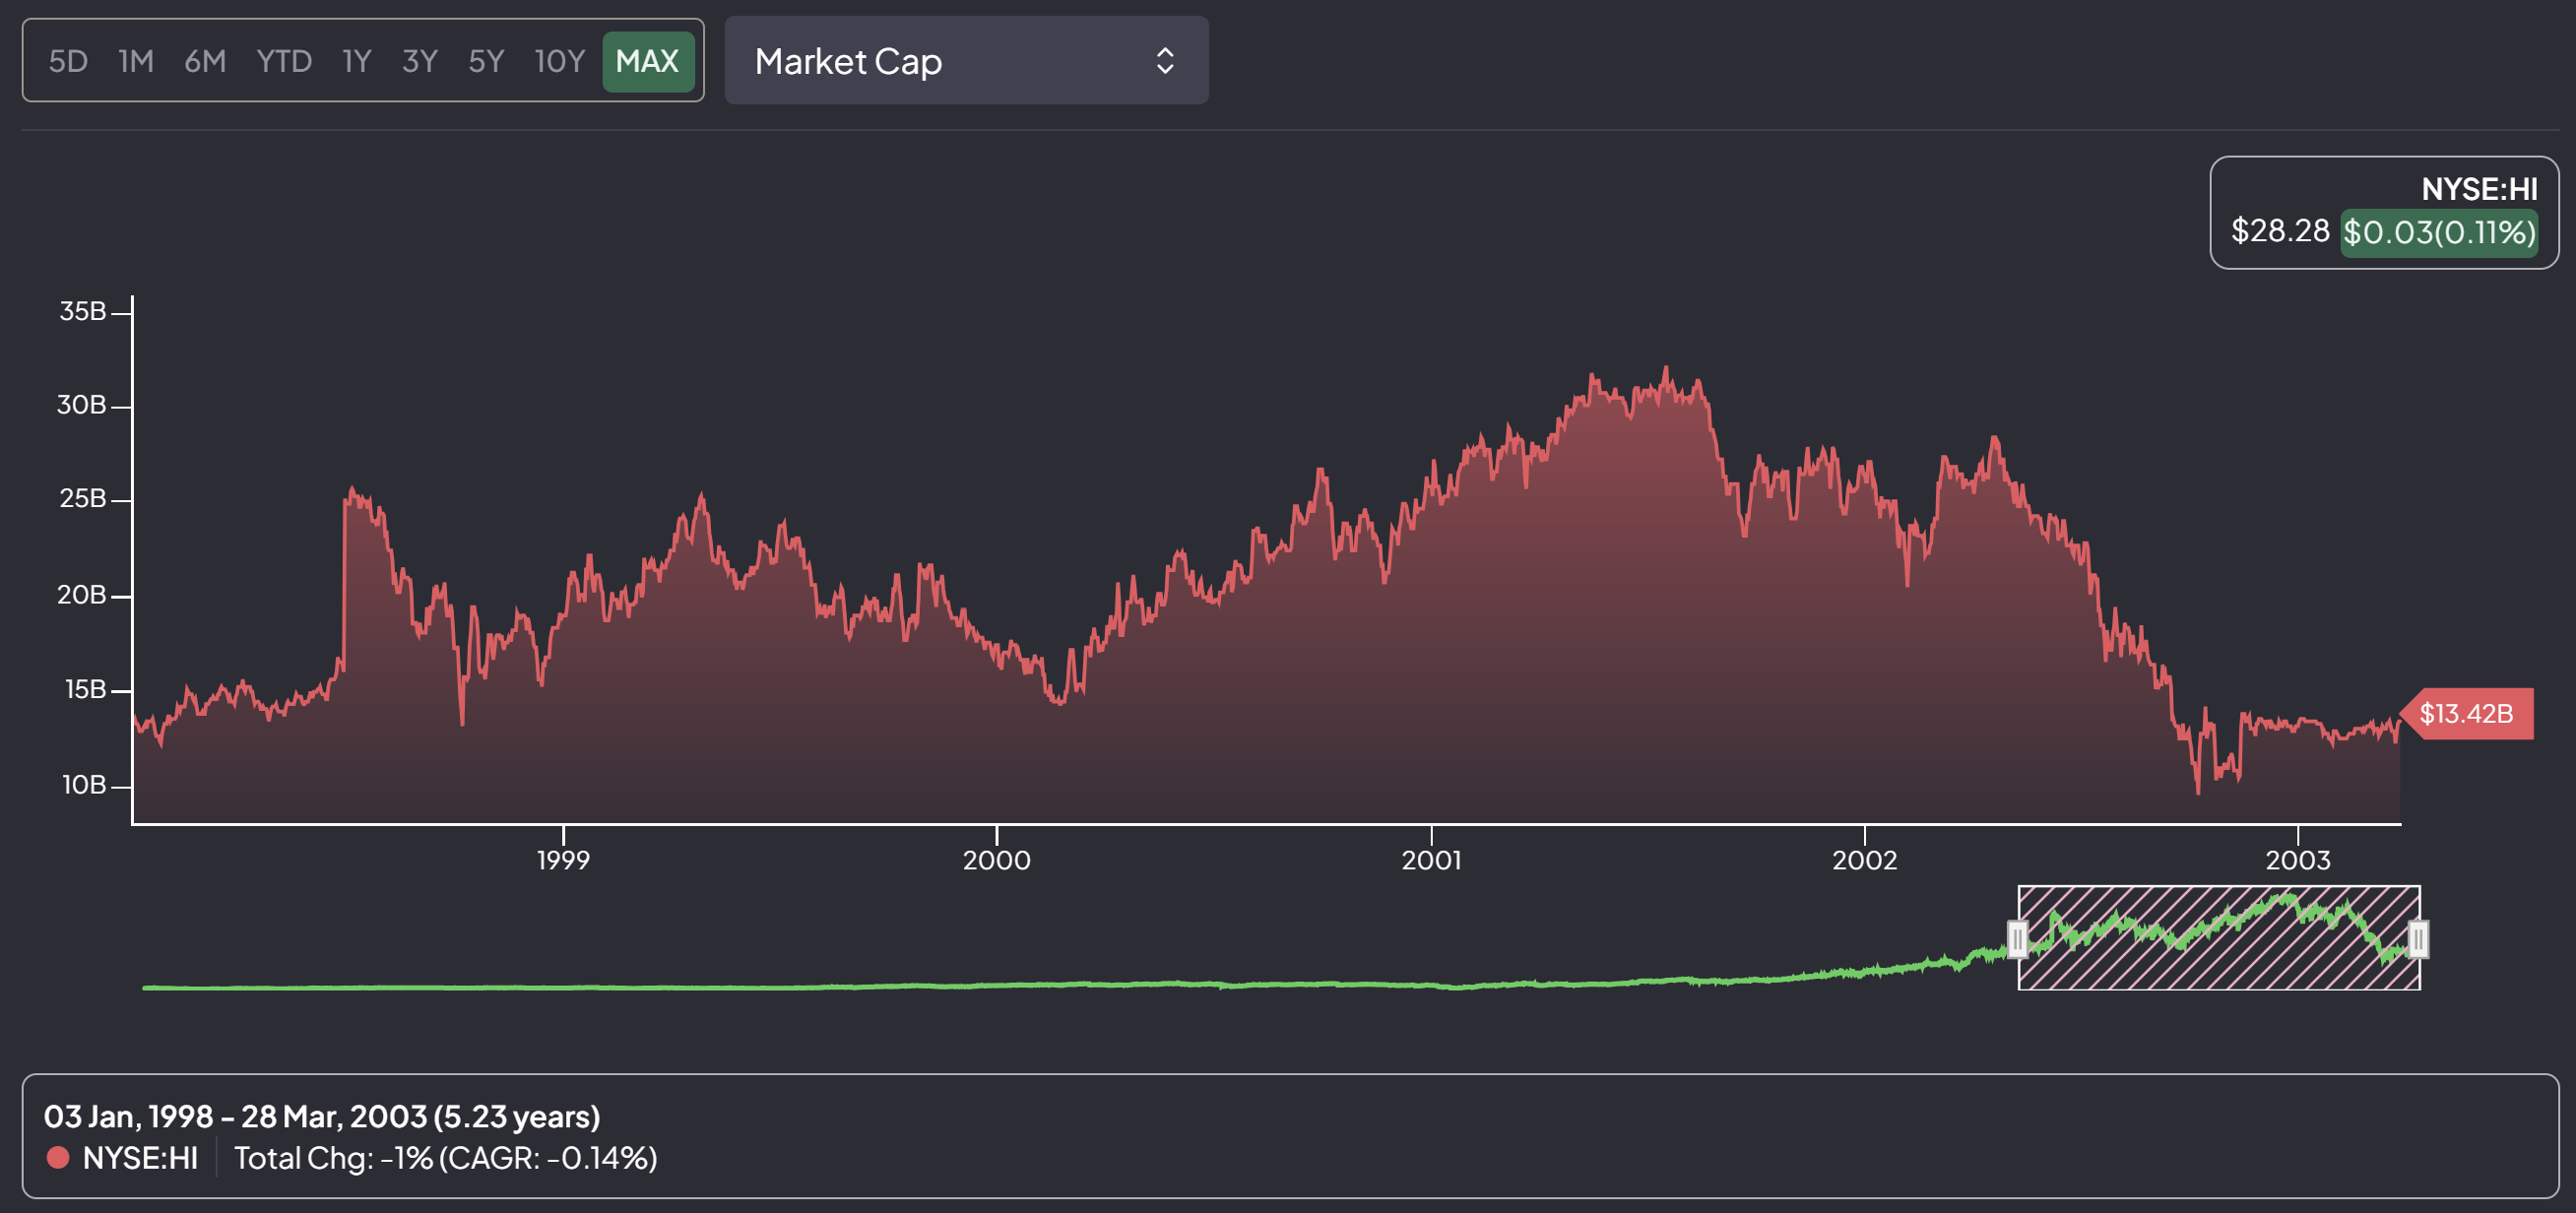 5D 1M 6M YTD 1Y 3Y 5Y 10Y MAX Market Cap
NYSE:HI
$28.28 $0.03(0.11%)
35B
30B
25B
20B
15B
10B
$13.42B
1999 2000 2001 2002 2003
03 Jan, 1998 - 28 Mar, 2003 (5.23 years)
NYSE:HI Total Chg: -1% (CAGR: -0.14%)